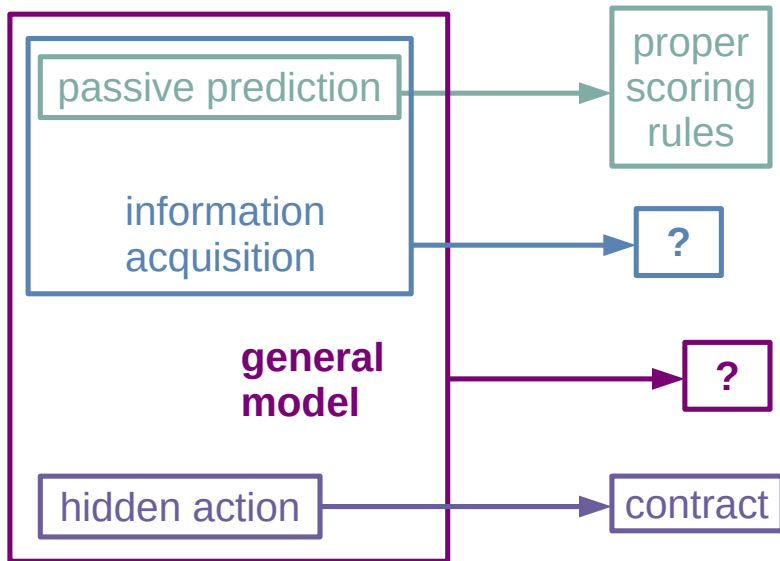 passive prediction
proper
scoring
rules
information
acquisition
?
general
model
?
hidden action
contract